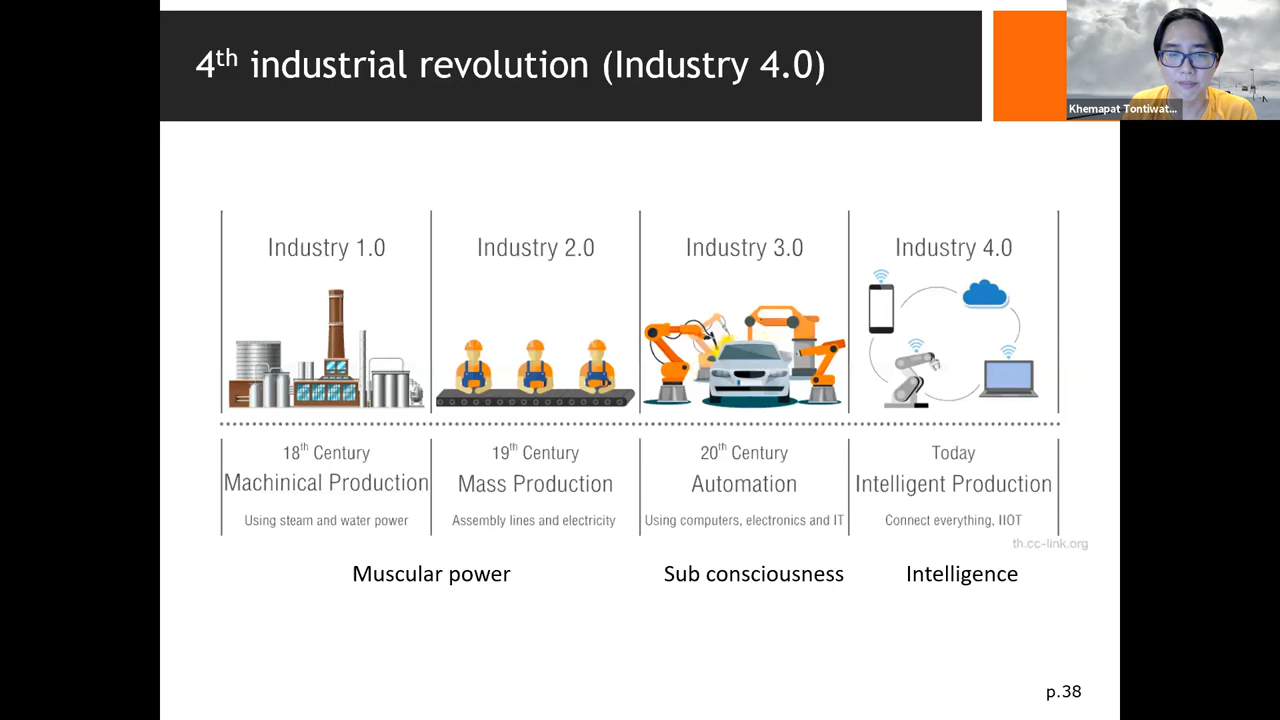 4th industrial revolution (Industry 4.0)
Khemapat Tontiwat...
Industry 1.0
Industry 2.0
Industry 3.0
Industry 4.0
18th Century
Machinical Production
Using steam and water power
19th Century
Mass Production
Assembly lines and electricity
20th Century
Automation
Using computers, electronics and IT
Today
Intelligent Production
Connect everything, IIOT
th.cc-link.org
Muscular power
Sub consciousness
Intelligence
p.38